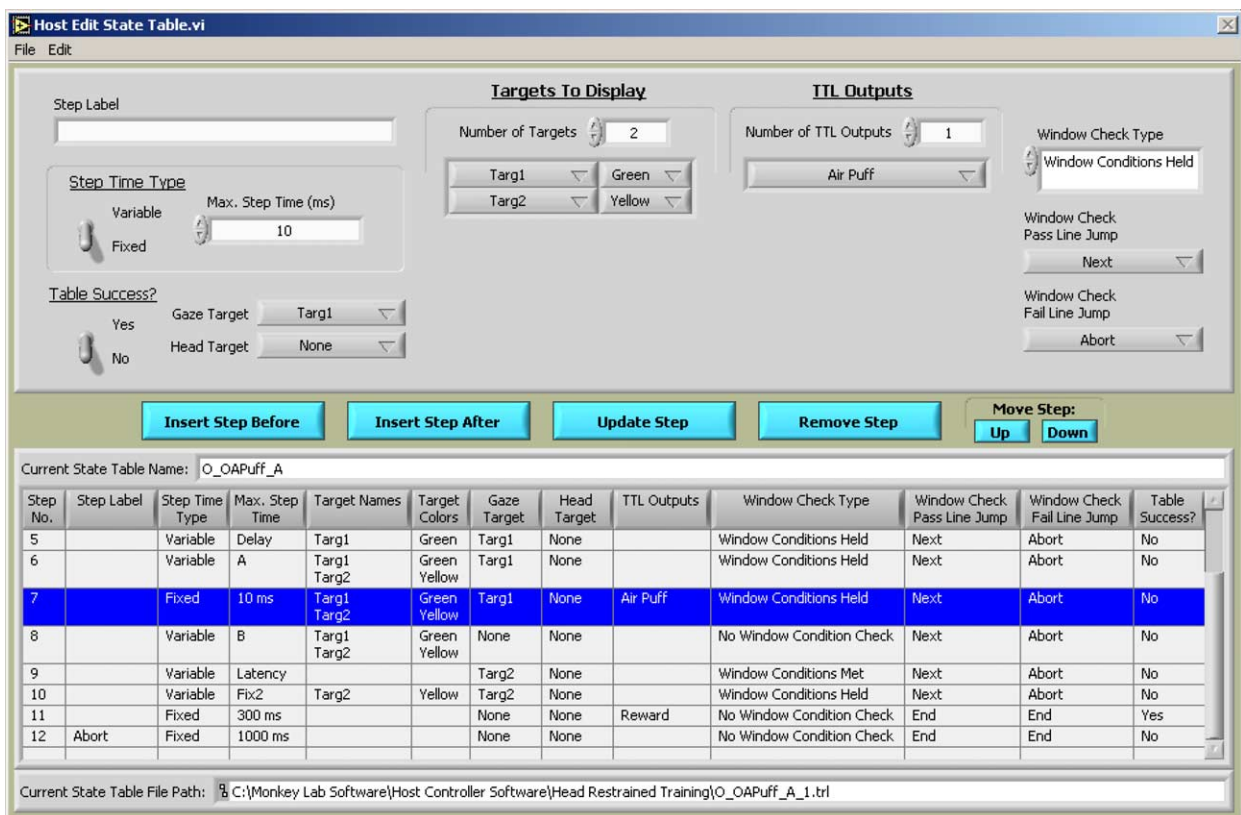 Host Edit State Table.vi
File Edit
Step Label
Step Time Type
Variable
Fixed
Max. Step Time (ms)
10
Table Success?
Yes
No
Gaze Target Targ1
Head Target None
Targets To Display
Number of Targets 2
Targ1 Green
Targ2 Yellow
TTL Outputs
Number of TTL Outputs 1
Air Puff
Window Check Type
Window Conditions Held
Window Check
Pass Line Jump
Next
Window Check
Fail Line Jump
Abort
Insert Step Before Insert Step After Update Step Remove Step
Move Step:
Up Down
Current State Table Name: O_OAPuff_A
Step No. Step Label Step Time Type Max. Step Time Target Names Target Colors Gaze Target Head Target TTL Outputs Window Check Type Window Check Pass Line Jump Window Check Fail Line Jump Table Success?
5 Variable Delay Targ1 Green Targ1 None Window Conditions Held Next Abort No
6 Variable A Targ1 Green Targ1 None Window Conditions Held Next Abort No
Targ2 Yellow
7 Fixed 10 ms Targ1 Green Targ1 None Air Puff Window Conditions Held Next Abort No
Targ2 Yellow
8 Variable B Targ1 Green None None No Window Condition Check Next Abort No
Targ2 Yellow
9 Variable Latency Targ2 None Window Conditions Met Next Abort No
10 Variable Fix2 Targ2 Yellow Targ2 None Window Conditions Held Next Abort No
11 Fixed 300 ms None None Reward No Window Condition Check End End Yes
12 Abort Fixed 1000 ms None None No Window Condition Check End End No
Current State Table File Path: C:\Monkey Lab Software\Host Controller Software\Head Restrained Training\O_OAPuff_A_1.trl